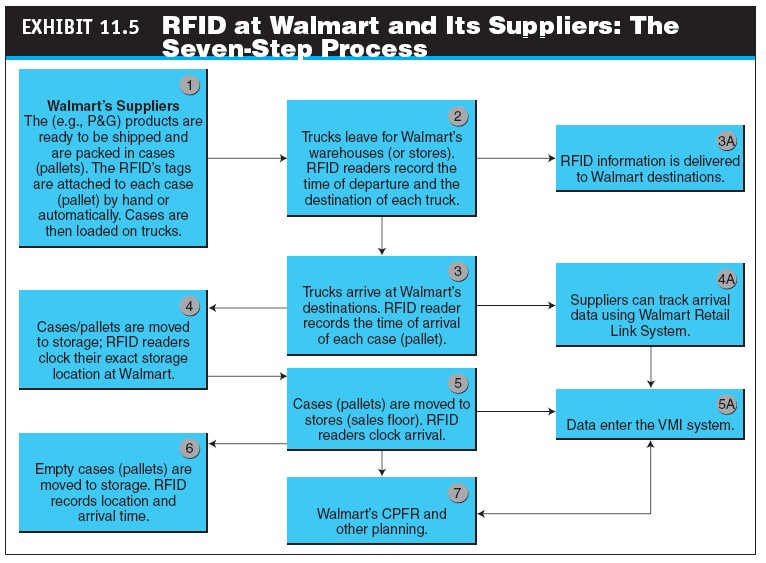 EXHIBIT 11.5 RFID at Walmart and Its Suppliers: The
Seven-Step Process
1
Walmart's Suppliers
The (e.g., P&G) products are
ready to be shipped and
are packed in cases
(pallets). The RFID's tags
are attached to each case
(pallet) by hand or
automatically. Cases are
then loaded on trucks.
2
Trucks leave for Walmart's
warehouses (or stores).
RFID readers record the
time of departure and the
destination of each truck.
3A
RFID information is delivered
to Walmart destinations.
3
Trucks arrive at Walmart's
destinations. RFID reader
records the time of arrival
of each case (pallet).
4A
Suppliers can track arrival
data using Walmart Retail
Link System.
4
Cases/pallets are moved
to storage; RFID readers
clock their exact storage
location at Walmart.
5
Cases (pallets) are moved to
stores (sales floor). RFID
readers clock arrival.
5A
Data enter the VMI system.
6
Empty cases (pallets) are
moved to storage. RFID
records location and
arrival time.
7
Walmart's CPFR and
other planning.